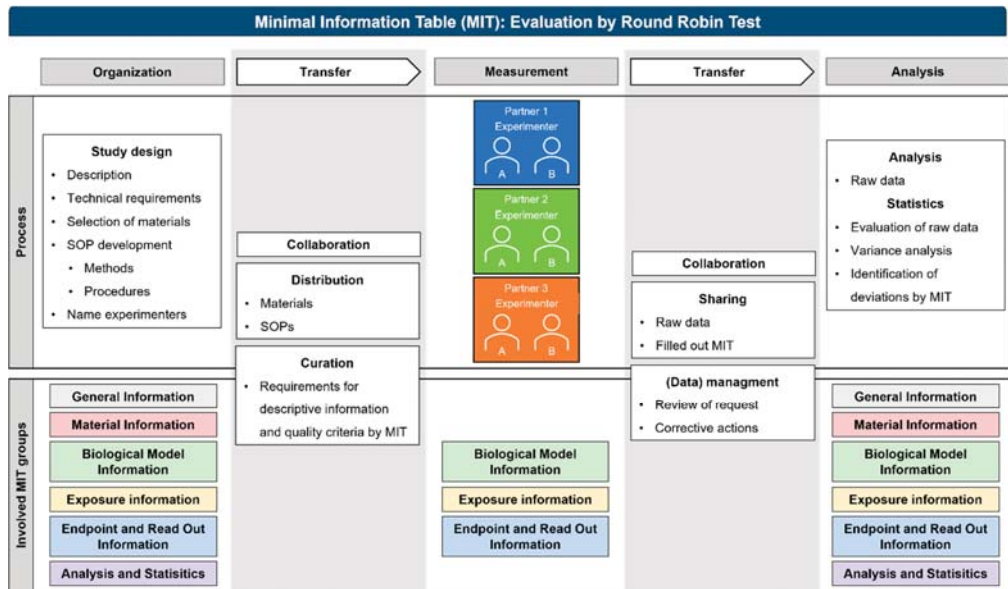 Minimal Information Table (MIT): Evaluation by Round Robin Test
Organization
Transfer
Measurement
Transfer
Analysis
Process
Study design
• Description
• Technical requirements
• Selection of materials
• SOP development
• Methods
• Procedures
• Name experimenters
Collaboration
Distribution
• Materials
• SOPs
Curation
• Requirements for
descriptive information
and quality criteria by MIT
Partner 1
Experimenter
A B
Partner 2
Experimenter
A B
Partner 3
Experimenter
A B
Collaboration
Sharing
• Raw data
• Filled out MIT
(Data) managment
• Review of request
• Corrective actions
Analysis
• Raw data
Statistics
• Evaluation of raw data
• Variance analysis
• Identification of
deviations by MIT
Involved MIT groups
General Information
Material Information
Biological Model
Information
Exposure information
Endpoint and Read Out
Information
Analysis and Statisitics
Biological Model
Information
Exposure information
Endpoint and Read Out
Information
General Information
Material Information
Biological Model
Information
Exposure information
Endpoint and Read Out
Information
Analysis and Statisitics